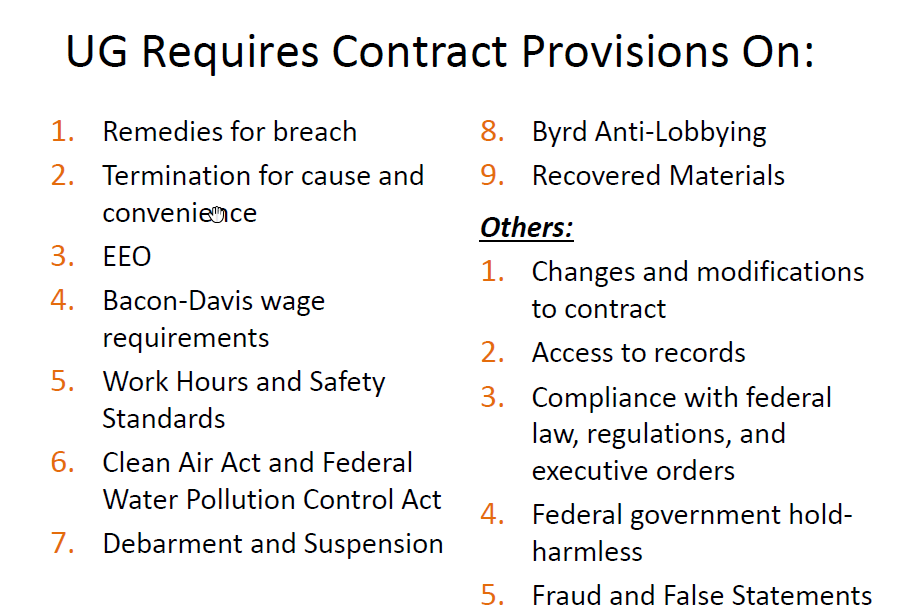 UG Requires Contract Provisions On:
1. Remedies for breach
2. Termination for cause and
convenience
3. EEO
4. Bacon-Davis wage
requirements
5. Work Hours and Safety
Standards
6. Clean Air Act and Federal
Water Pollution Control Act
7. Debarment and Suspension
8. Byrd Anti-Lobbying
9. Recovered Materials
Others:
1. Changes and modifications
to contract
2. Access to records
3. Compliance with federal
law, regulations, and
executive orders
4. Federal government hold-
harmless
5. Fraud and False Statements